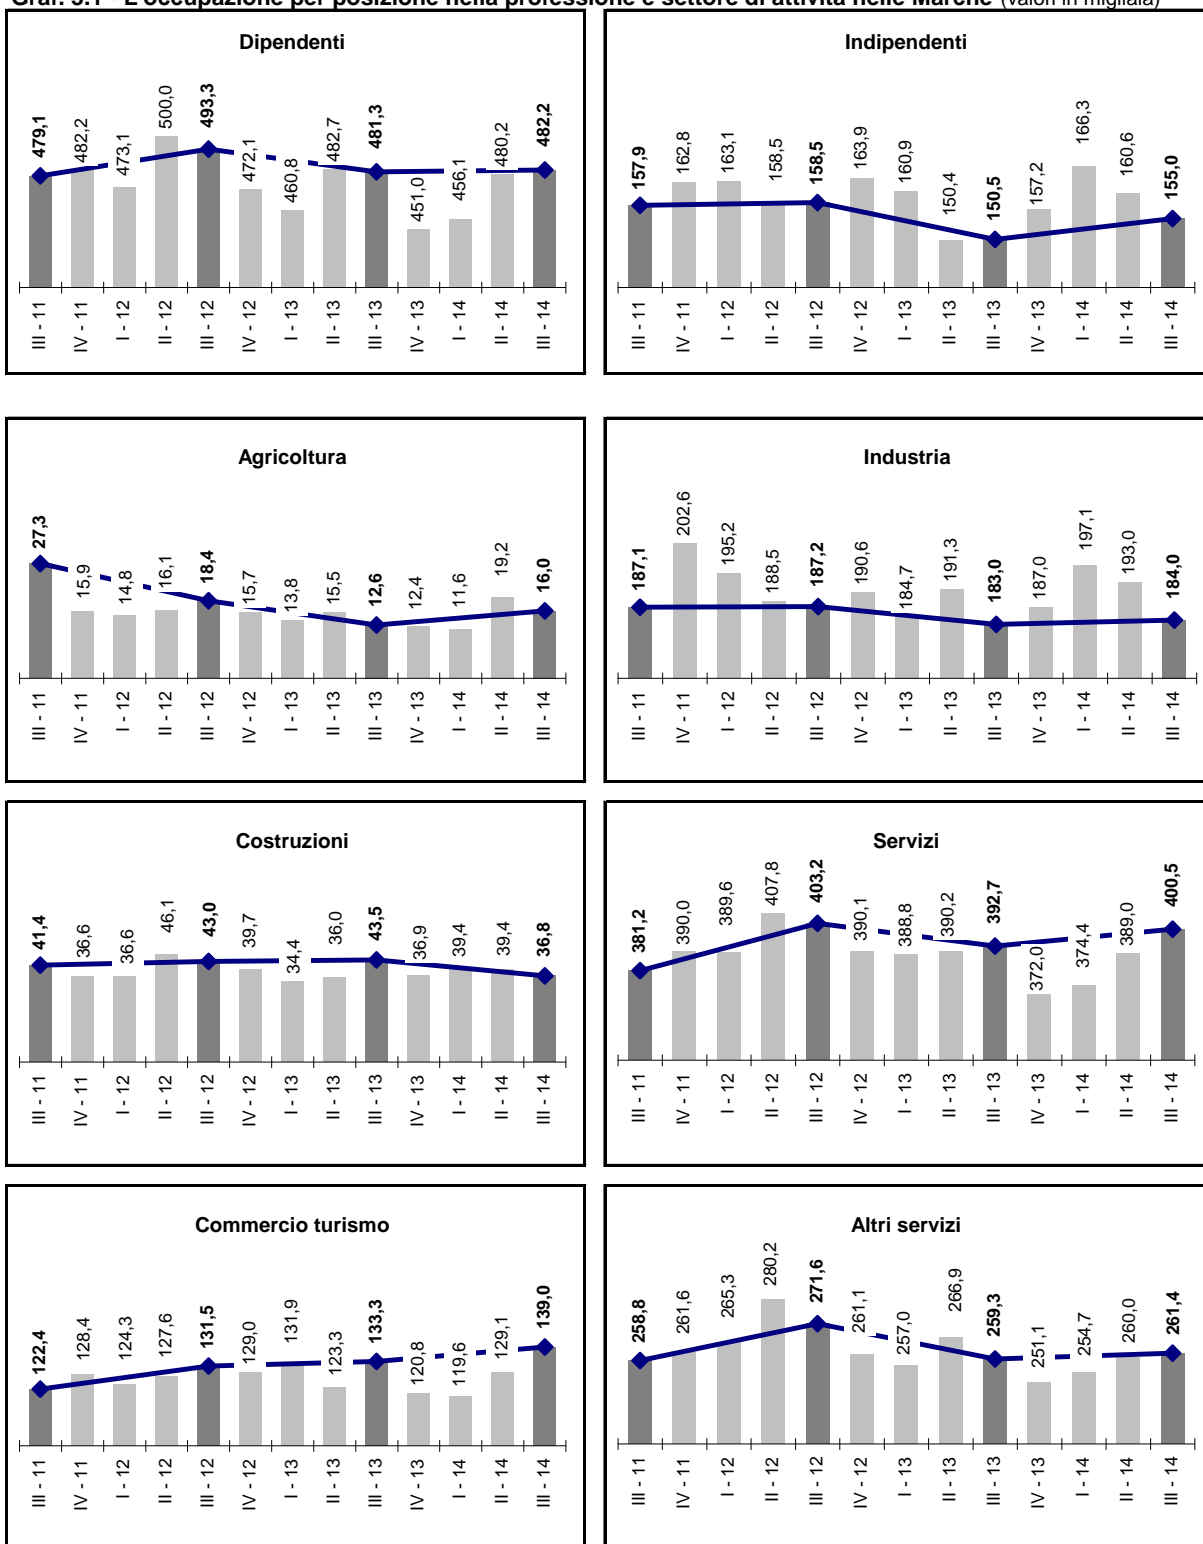 Graf. 3.1 - L'occupazione per posizione nella professione e settore di attività nelle Marche (valori in migliaia)
Dipendenti
479,1 482,2 473,1 500,0 493,3 472,1 460,8 482,7 481,3 451,0 456,1 480,2 482,2
III - 11 IV - 11 I - 12 II - 12 III - 12 IV - 12 I - 13 II - 13 III - 13 IV - 13 I - 14 II - 14 III - 14
Indipendenti
157,9 162,8 163,1 158,5 158,5 163,9 160,9 150,4 150,5 157,2 166,3 160,6 155,0
III - 11 IV - 11 I - 12 II - 12 III - 12 IV - 12 I - 13 II - 13 III - 13 IV - 13 I - 14 II - 14 III - 14
Agricoltura
27,3 15,9 14,8 16,1 18,4 15,7 13,8 15,5 12,6 12,4 11,6 19,2 16,0
III - 11 IV - 11 I - 12 II - 12 III - 12 IV - 12 I - 13 II - 13 III - 13 IV - 13 I - 14 II - 14 III - 14
Industria
187,1 202,6 195,2 188,5 187,2 190,6 184,7 191,3 183,0 187,0 197,1 193,0 184,0
III - 11 IV - 11 I - 12 II - 12 III - 12 IV - 12 I - 13 II - 13 III - 13 IV - 13 I - 14 II - 14 III - 14
Costruzioni
41,4 36,6 36,6 46,1 43,0 39,7 34,4 36,0 43,5 36,9 39,4 39,4 36,8
III - 11 IV - 11 I - 12 II - 12 III - 12 IV - 12 I - 13 II - 13 III - 13 IV - 13 I - 14 II - 14 III - 14
Servizi
381,2 390,0 389,6 407,8 403,2 390,1 388,8 390,2 392,7 372,0 374,4 389,0 400,5
III - 11 IV - 11 I - 12 II - 12 III - 12 IV - 12 I - 13 II - 13 III - 13 IV - 13 I - 14 II - 14 III - 14
Commercio turismo
122,4 128,4 124,3 127,6 131,5 129,0 131,9 123,3 133,3 120,8 119,6 129,1 139,0
III - 11 IV - 11 I - 12 II - 12 III - 12 IV - 12 I - 13 II - 13 III - 13 IV - 13 I - 14 II - 14 III - 14
Altri servizi
258,8 261,6 265,3 280,2 271,6 261,1 257,0 266,9 259,3 251,1 254,7 260,0 261,4
III - 11 IV - 11 I - 12 II - 12 III - 12 IV - 12 I - 13 II - 13 III - 13 IV - 13 I - 14 II - 14 III - 14